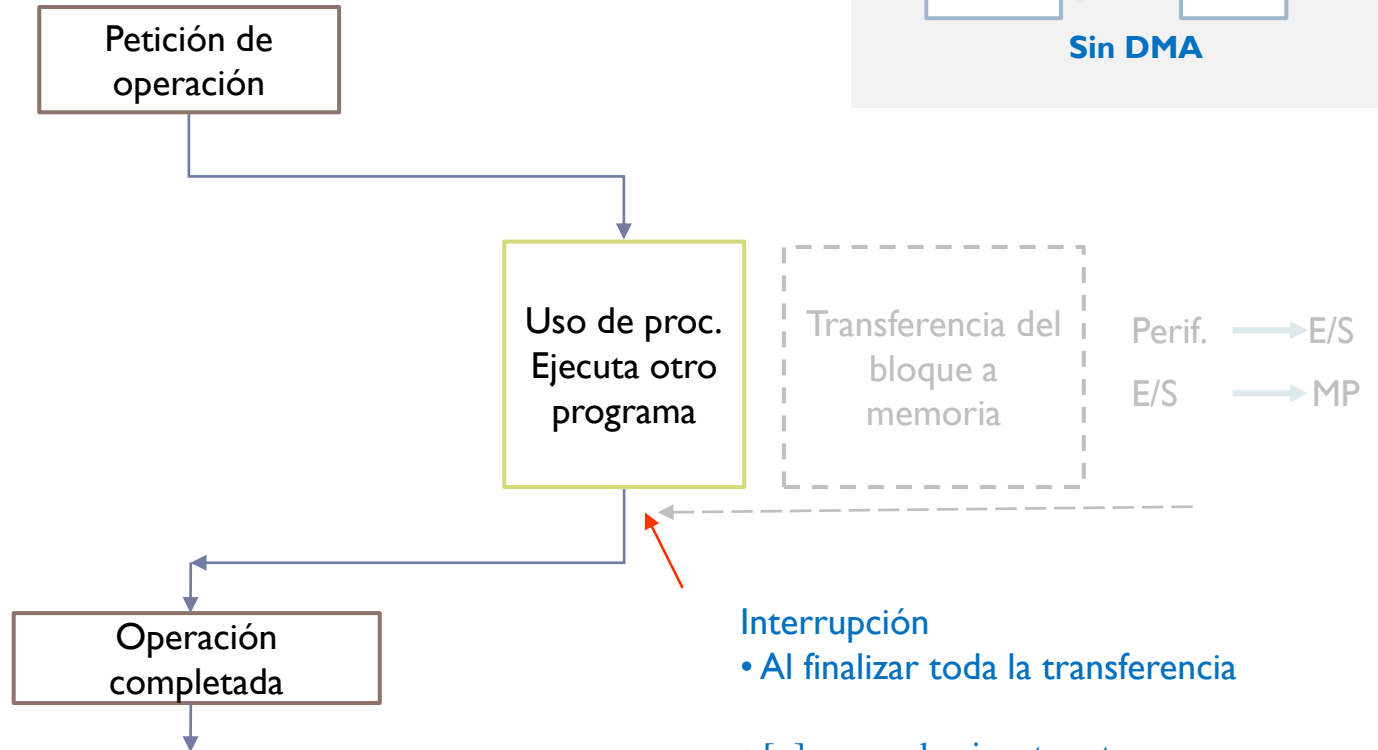 Petición de
operación
Sin DMA
Uso de proc.
Ejecuta otro
programa
Transferencia del
bloque a
memoria
Perif.
E/S
E/S
MP
Interrupción
• Al finalizar toda la transferencia
Operación
completada